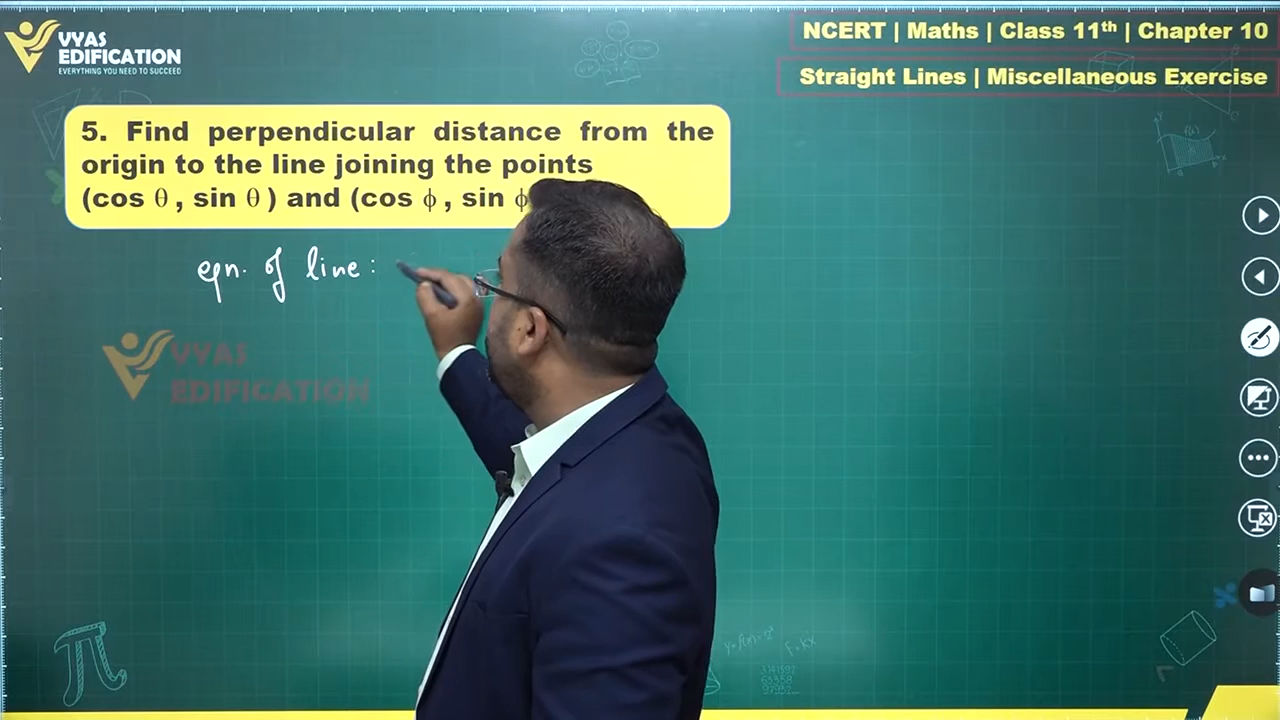 VYAS
EDIFICATION
EVERYTHING YOU NEED TO SUCCEED
NCERT | Maths | Class 11th | Chapter 10
Straight Lines | Miscellaneous Exercise
5. Find perpendicular distance from the
origin to the line joining the points
(cos θ , sin θ ) and (cos ϕ , sin ϕ
eqn. of line :
VYAS
EDIFICATION